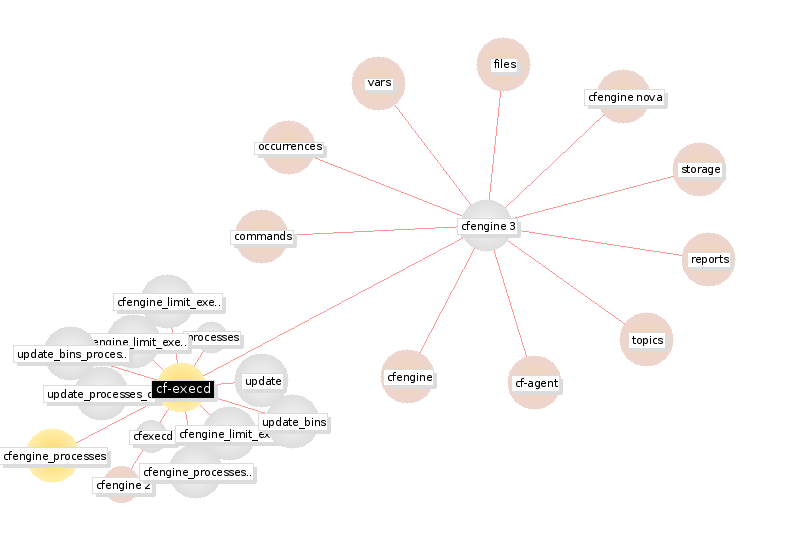 files
vars
cfengine nova
occurrences
storage
cfengine 3
commands
reports
cfengine_limit_exe..
processes
engine_limit_exe..
topics
update_bins_proces..
cfengine
update
cf-agent
cf-execd
update_processes_
update_bins
cfexecd
cfengine_limit_ex
cfengine_processes
cfengine_processes..
cfengine 2